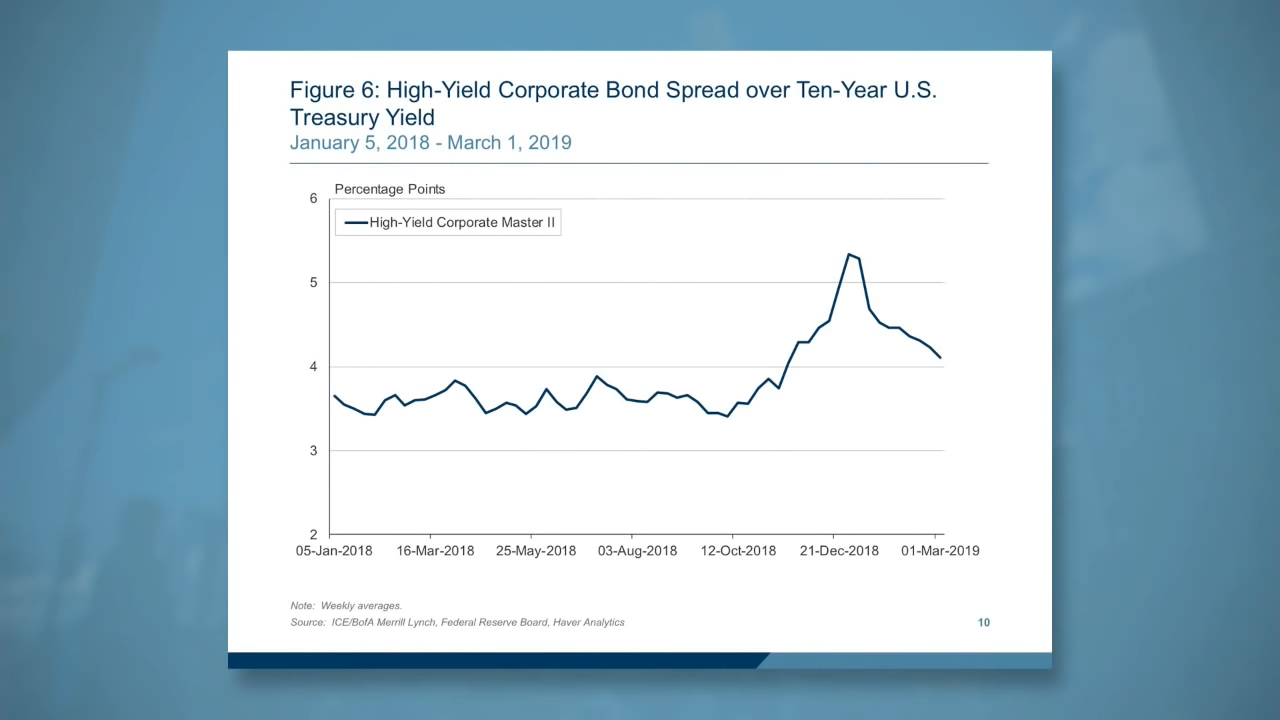 Figure 6: High-Yield Corporate Bond Spread over Ten-Year U.S.
Treasury Yield
January 5, 2018 - March 1, 2019
Percentage Points
High-Yield Corporate Master II
6
5
4
3
2
05-Jan-2018 16-Mar-2018 25-May-2018 03-Aug-2018 12-Oct-2018 21-Dec-2018 01-Mar-2019
Note: Weekly averages.
Source: ICE/BofA Merrill Lynch, Federal Reserve Board, Haver Analytics
10